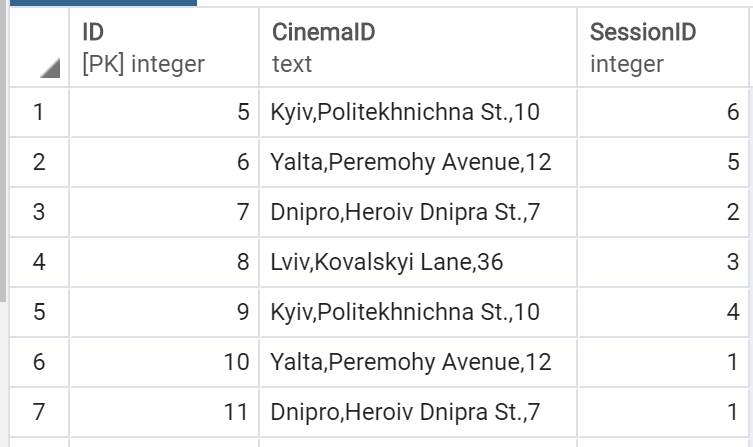 ID CinemaID SessionID
[PK] integer text integer
1 5 Kyiv,Politekhnichna St.,10 6
2 6 Yalta,Peremohy Avenue,12 5
3 7 Dnipro,Heroiv Dnipra St.,7 2
4 8 Lviv,Kovalskyi Lane,36 3
5 9 Kyiv,Politekhnichna St.,10 4
6 10 Yalta,Peremohy Avenue,12 1
7 11 Dnipro,Heroiv Dnipra St.,7 1